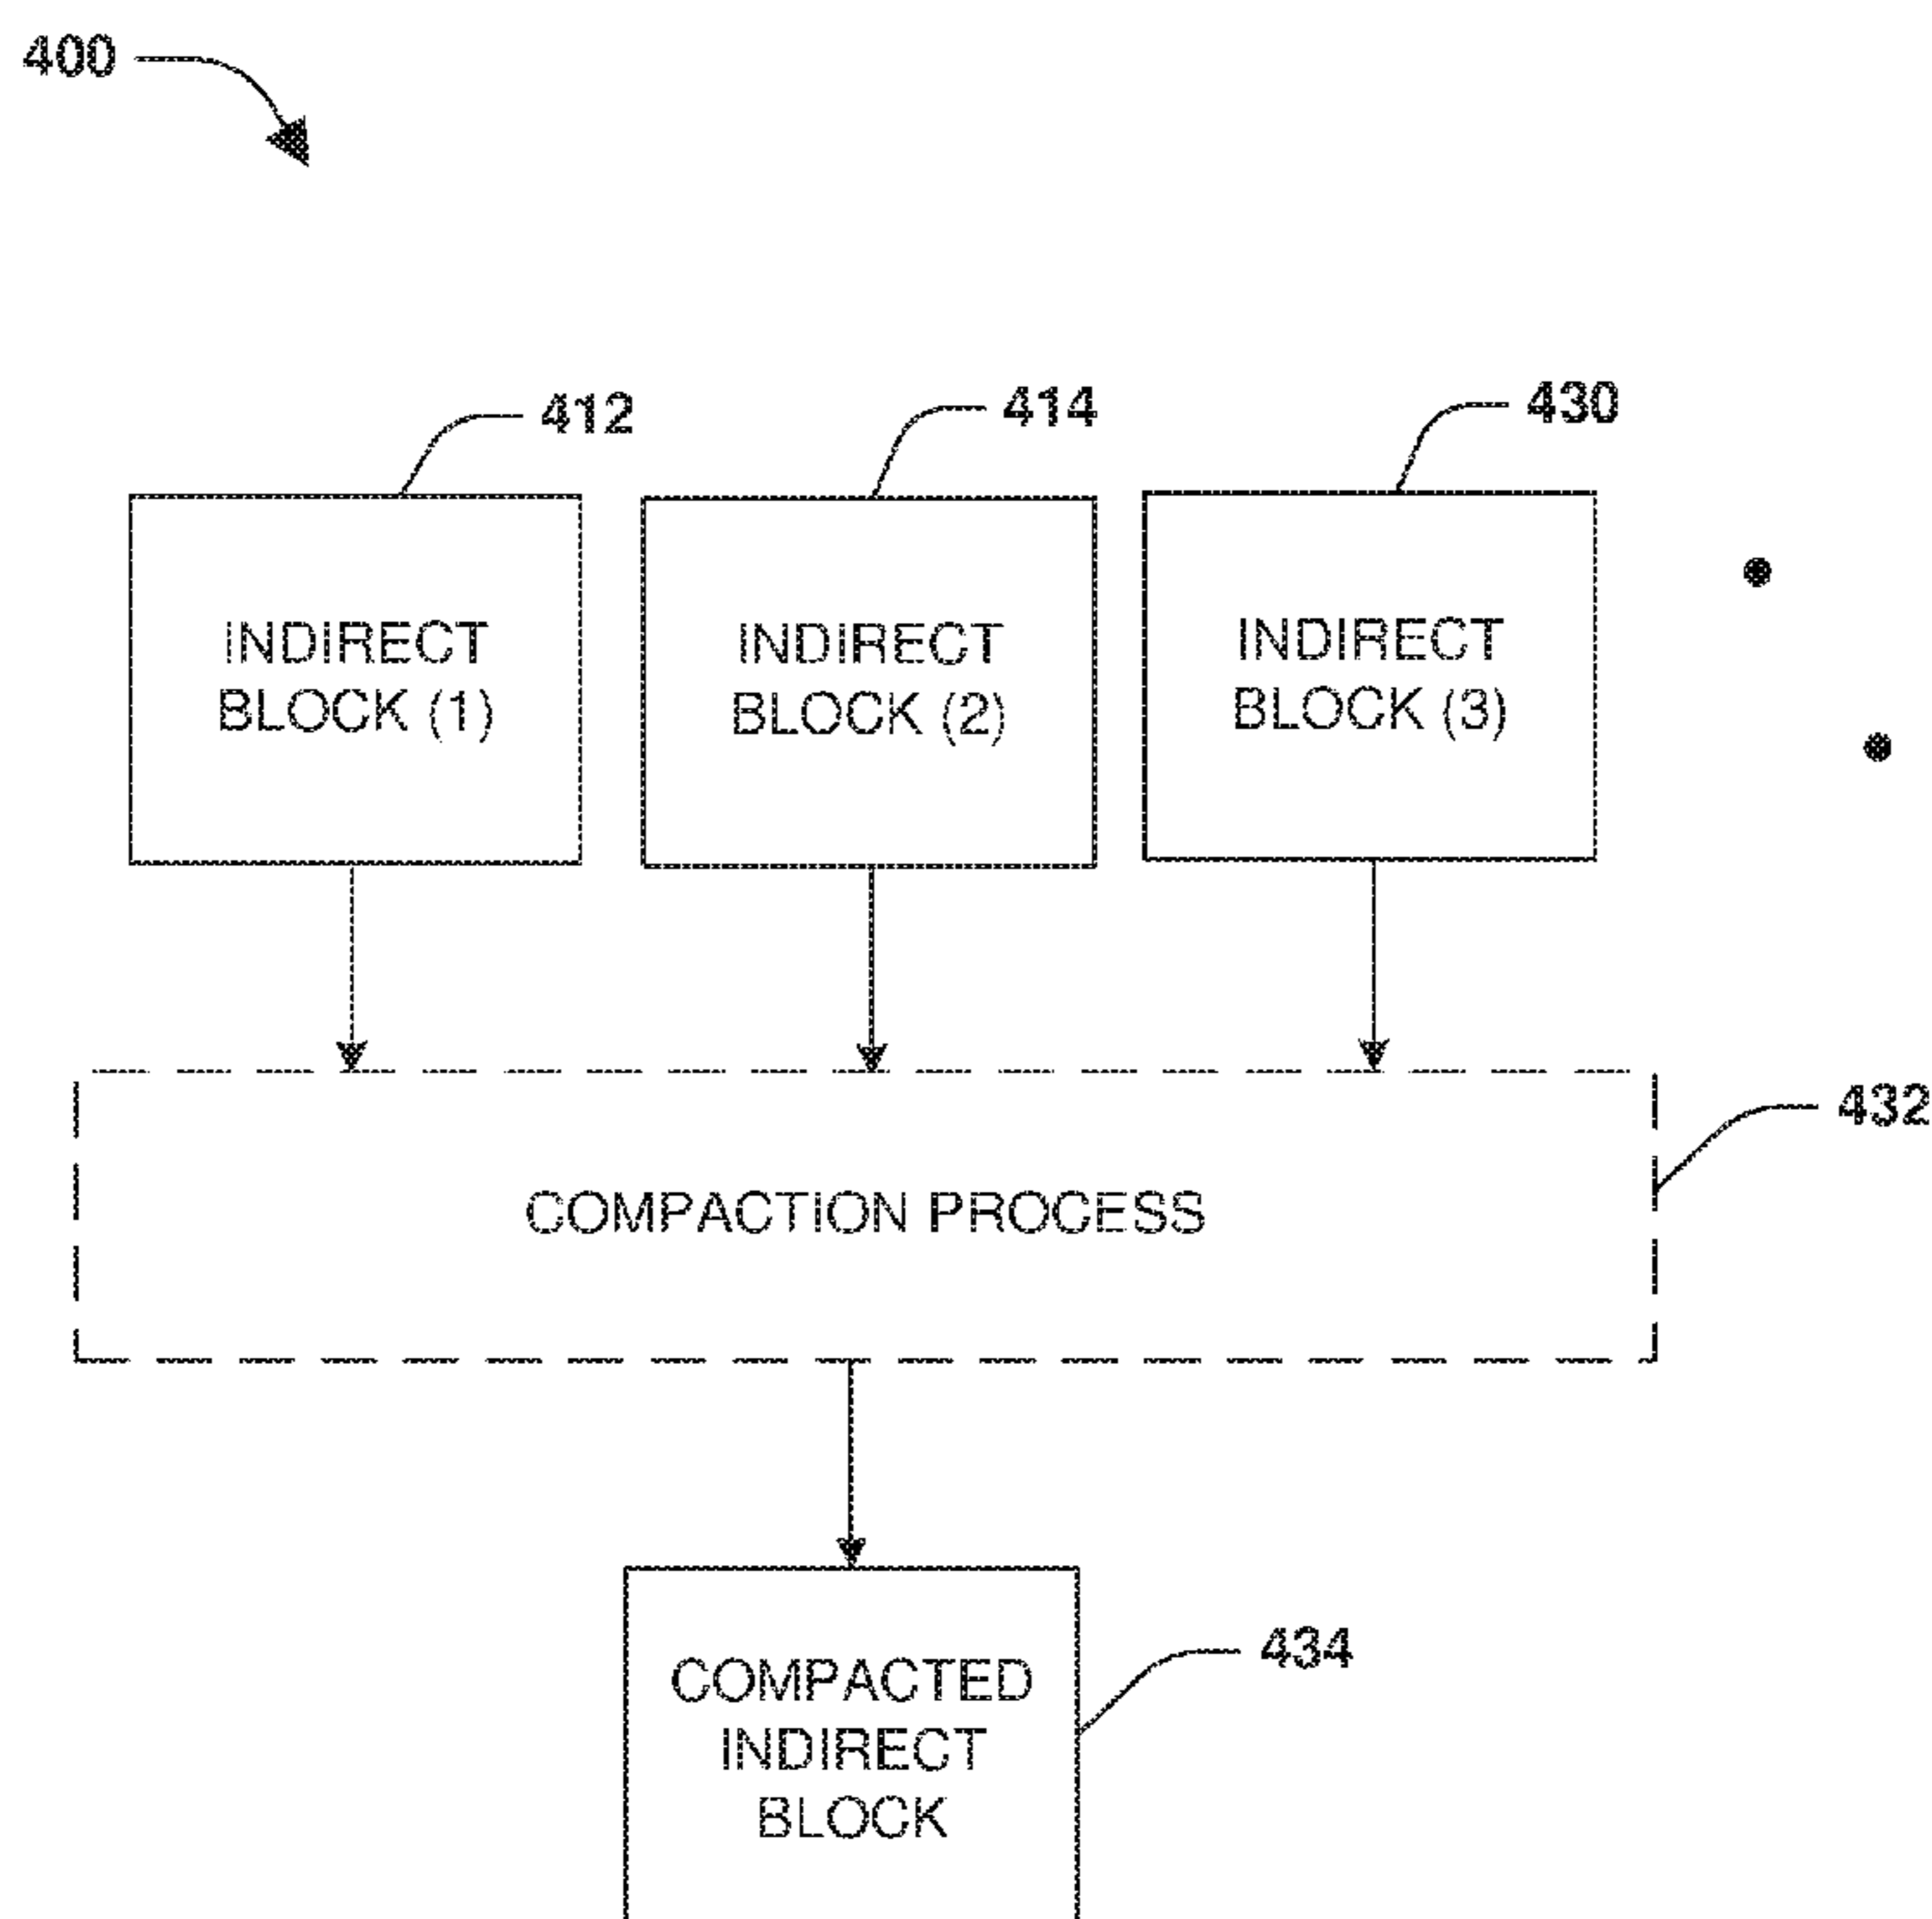 400
412
414
430
INDIRECT
BLOCK (1)
INDIRECT
BLOCK (2)
INDIRECT
BLOCK (3)
432
COMPACTION PROCESS
434
COMPACTED
INDIRECT
BLOCK